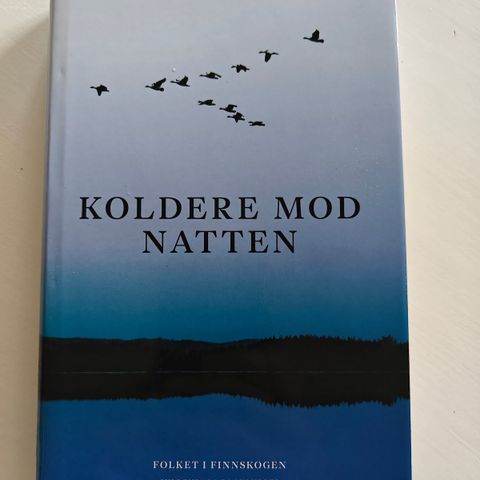 KOLDERE MOD
NATTEN
FOLKET I FINNSKOGEN